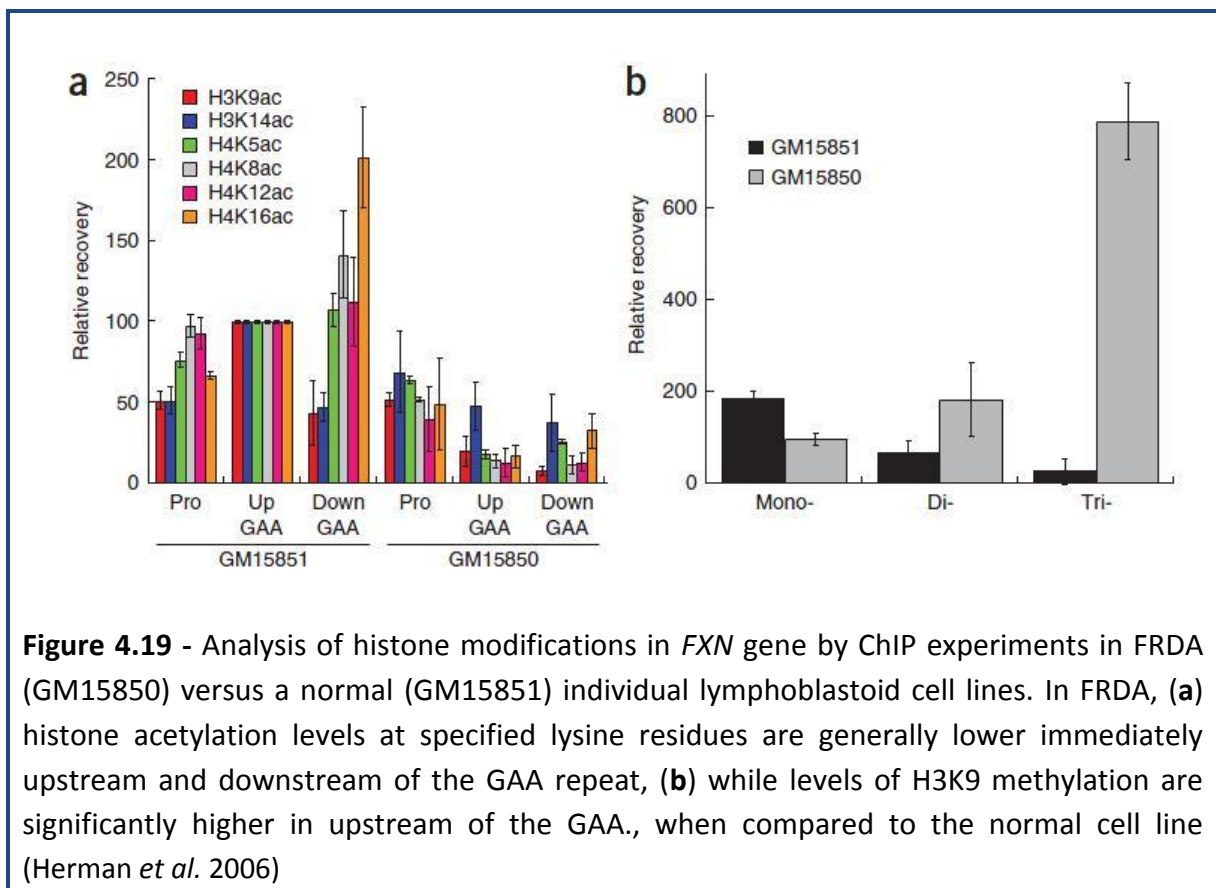 a
250
200
150
100
50
0
Relative recovery
H3K9ac
H3K14ac
H4K5ac
H4K8ac
H4K12ac
H4K16ac
Pro Up Down Pro Up Down
GAA GAA GAA GAA
GM15851 GM15850
b
800
600
400
200
0
Relative recovery
GM15851
GM15850
Mono- Di- Tri-
Figure 4.19 - Analysis of histone modifications in FXN gene by ChIP experiments in FRDA
(GM15850) versus a normal (GM15851) individual lymphoblastoid cell lines. In FRDA, (a)
histone acetylation levels at specified lysine residues are generally lower immediately
upstream and downstream of the GAA repeat, (b) while levels of H3K9 methylation are
significantly higher in upstream of the GAA., when compared to the normal cell line
(Herman et al. 2006)